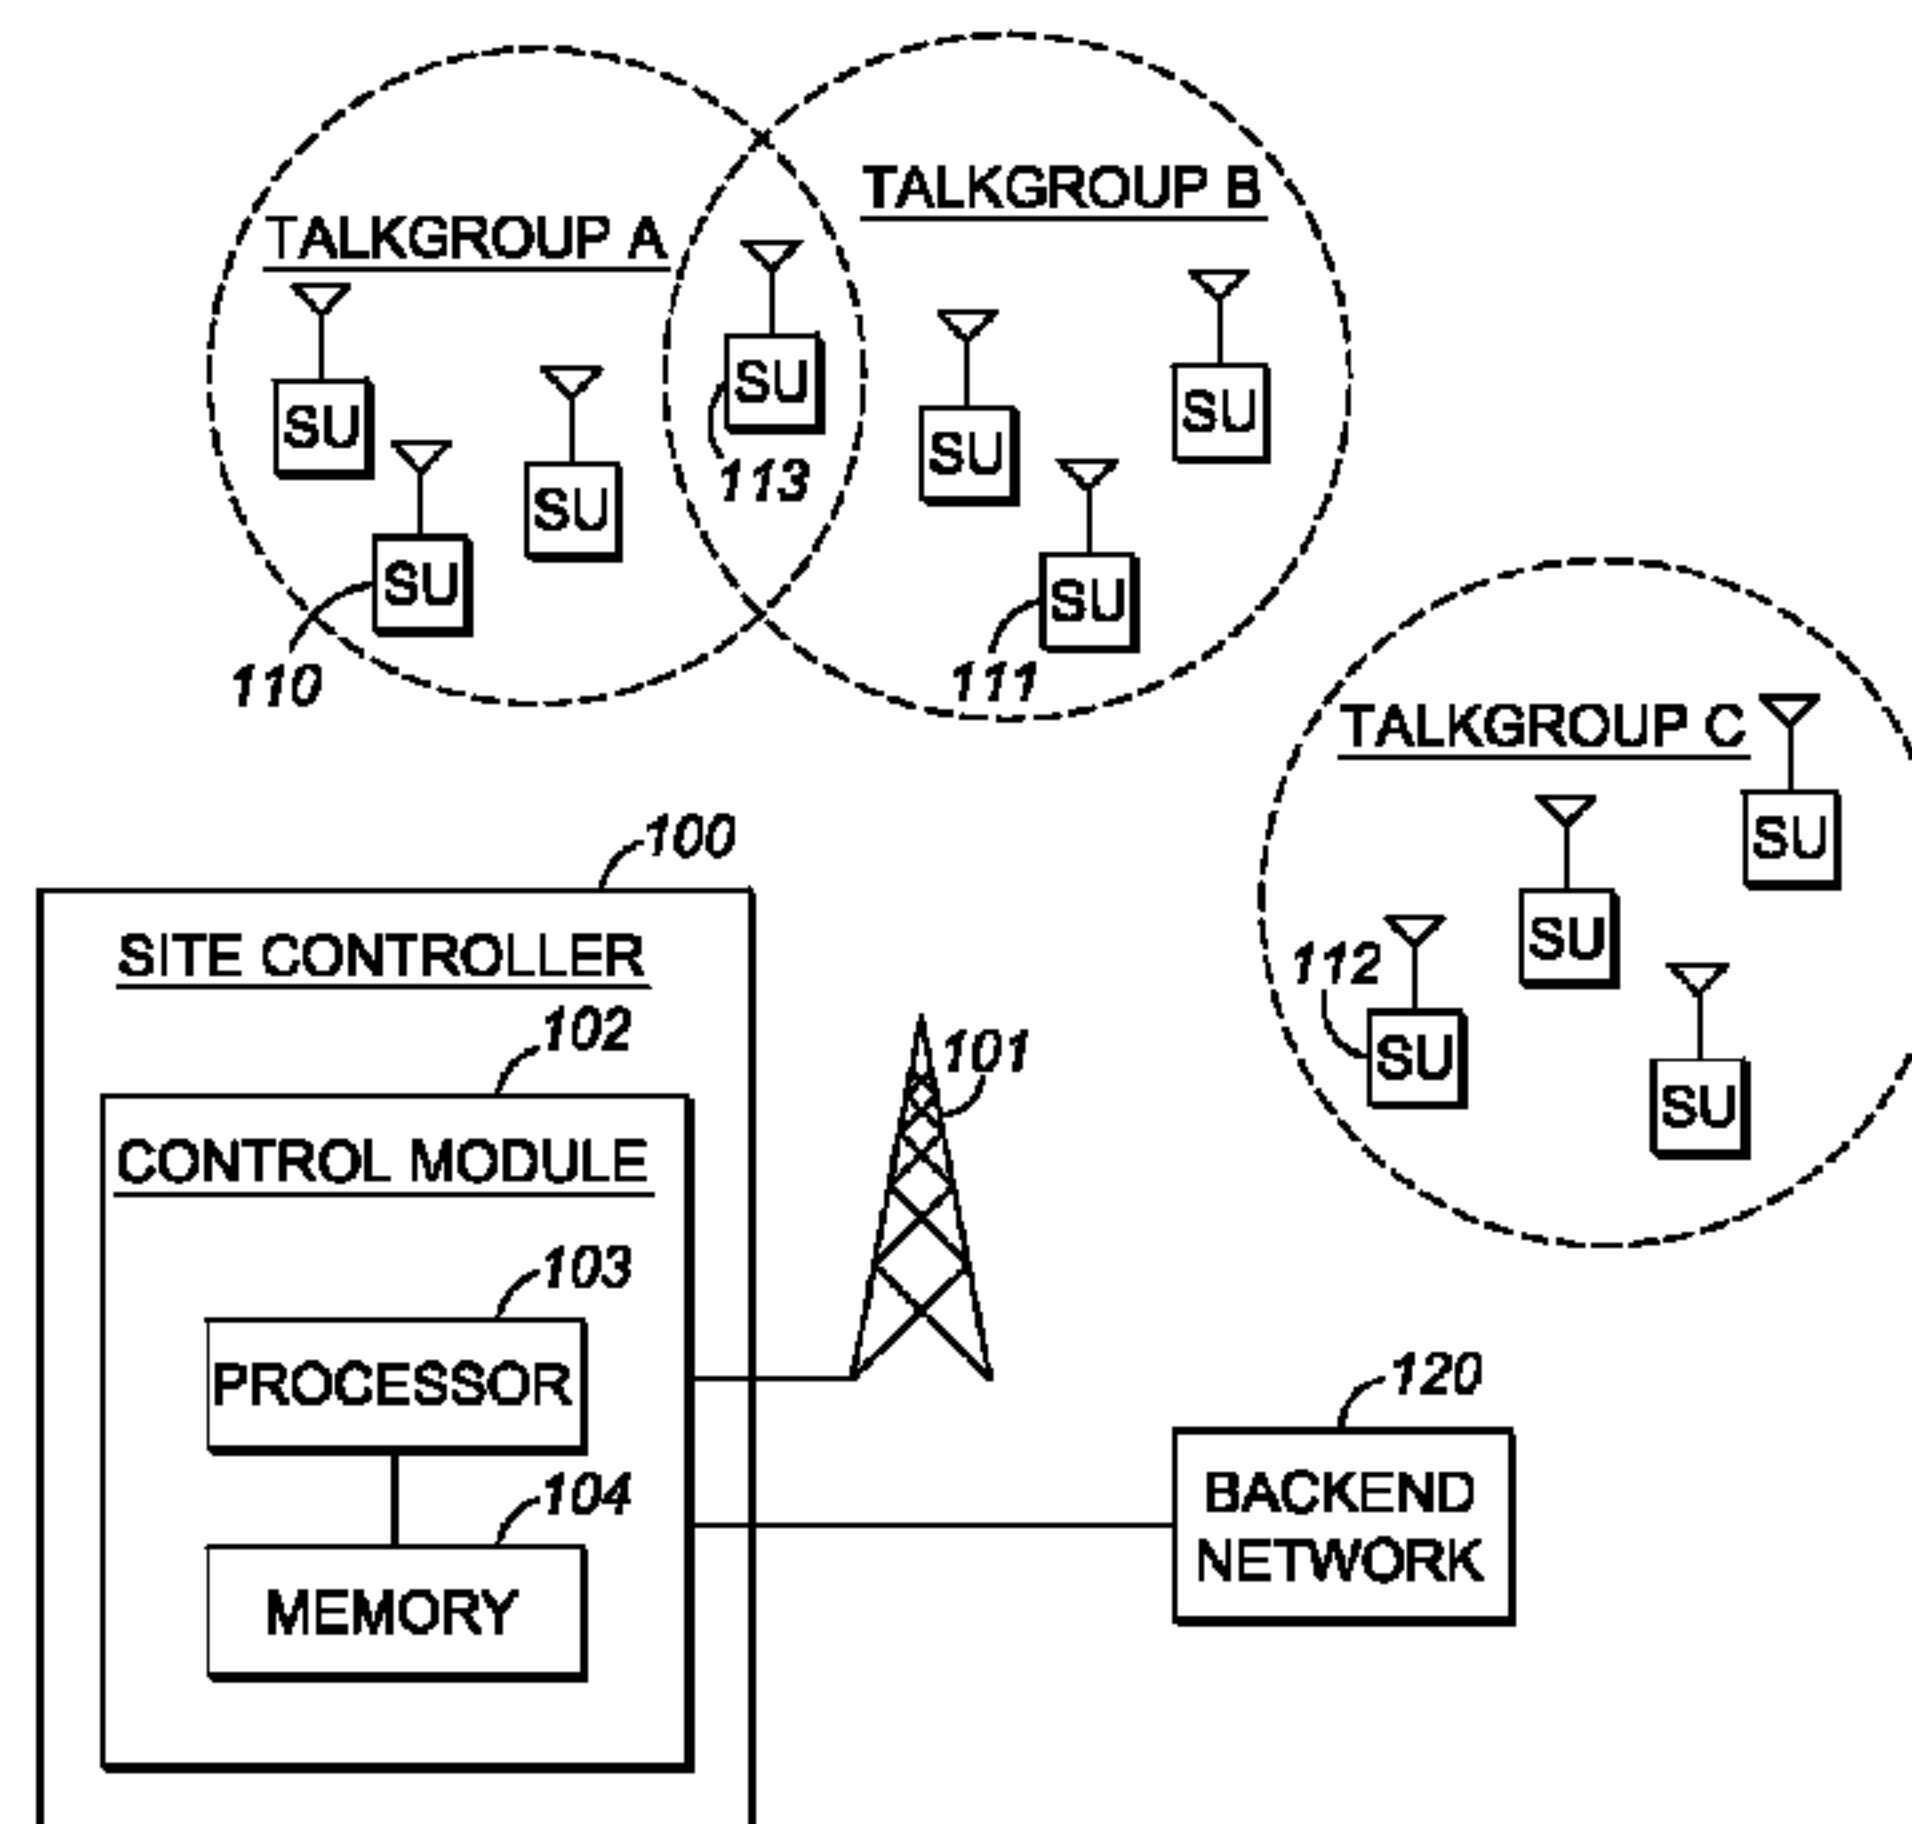 TALKGROUP B
TALKGROUP A
SU
SU
SU
SU
SU
SU
113
SU
SU
110
111
TALKGROUP C
SU
100
SITE CONTROLLER
SU
112
102
101
SU
SU
CONTROL MODULE
103
PROCESSOR
120
BACKEND
NETWORK
104
MEMORY